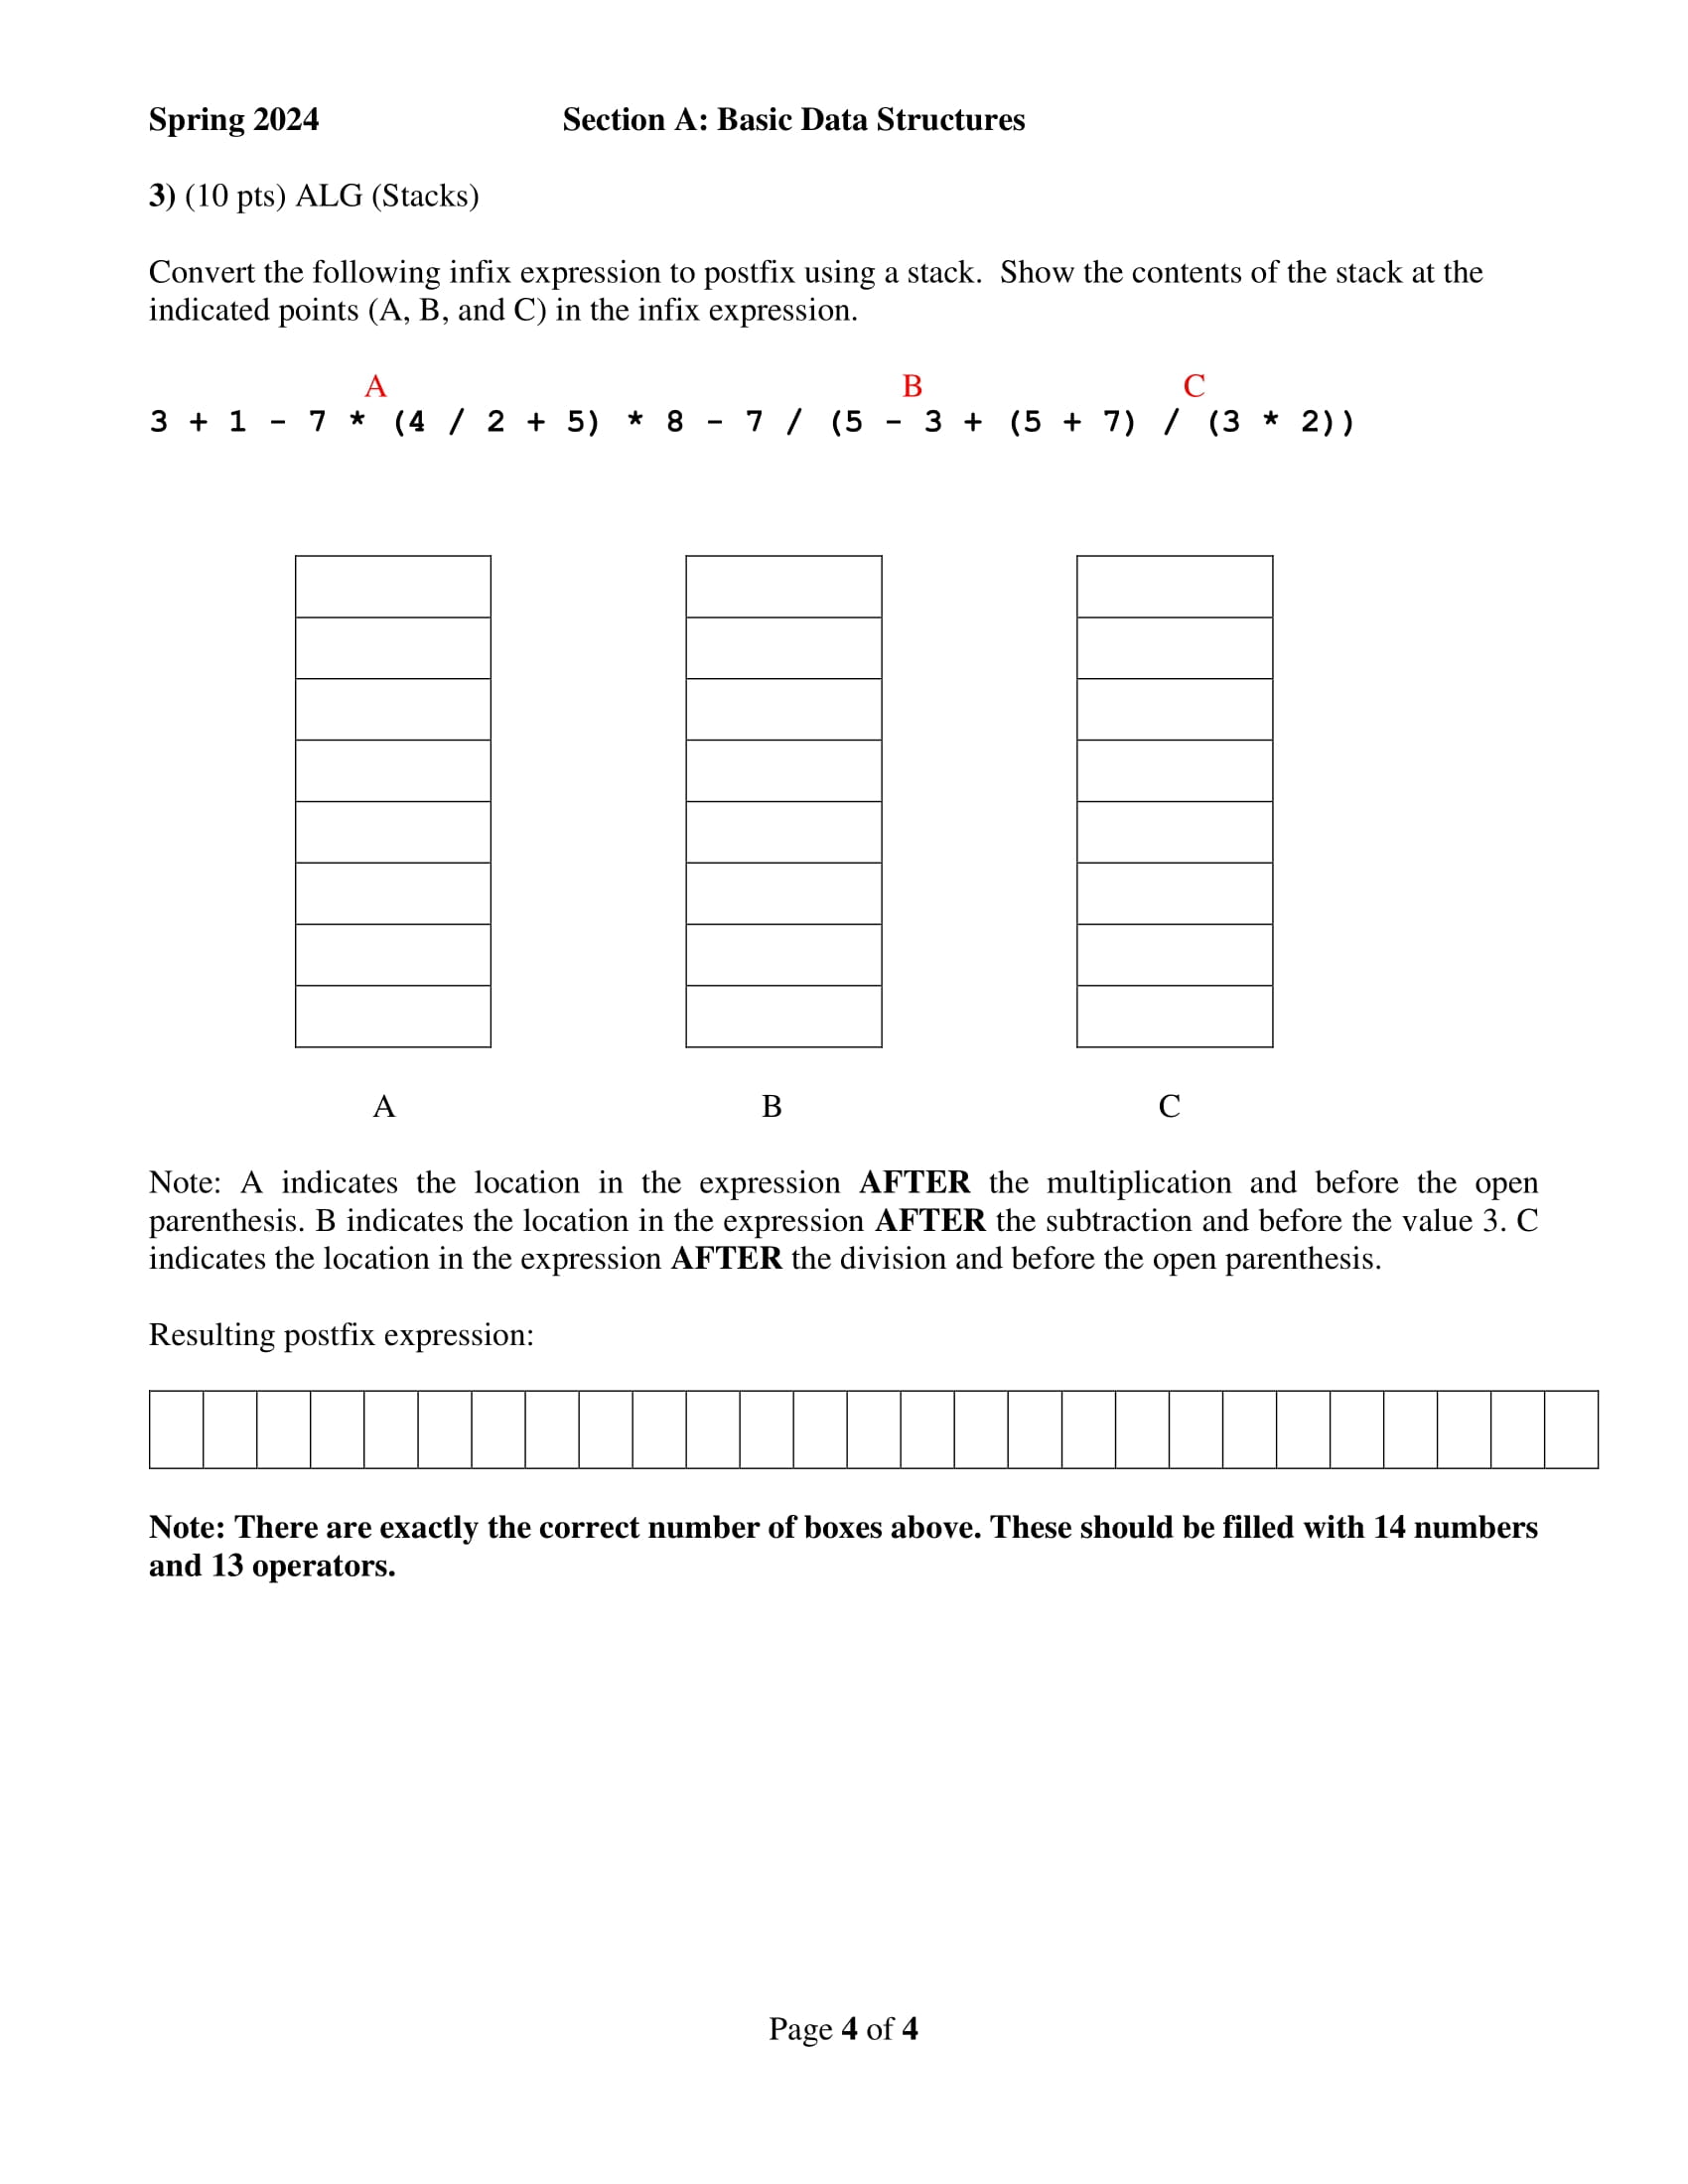 Spring 2024 Section A: Basic Data Structures
3) (10 pts) ALG (Stacks)
Convert the following infix expression to postfix using a stack. Show the contents of the stack at the
indicated points (A, B, and C) in the infix expression.
A B C
3 + 1 - 7 * (4 / 2 + 5) * 8 - 7 / (5 - 3 + (5 + 7) / (3 * 2))
A B C
Note: A indicates the location in the expression AFTER the multiplication and before the open
parenthesis. B indicates the location in the expression AFTER the subtraction and before the value 3. C
indicates the location in the expression AFTER the division and before the open parenthesis.
Resulting postfix expression:
Note: There are exactly the correct number of boxes above. These should be filled with 14 numbers
and 13 operators.
Page 4 of 4